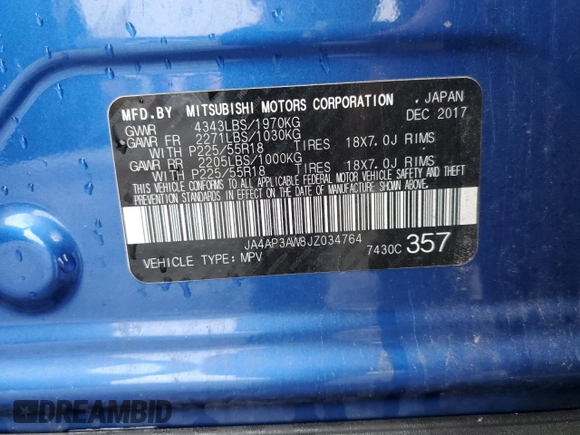 MFD.BY MITSUBISHI MOTORS CORPORATION , JAPAN
GVWR 4343LBS/1970KG DEC 2017
GAWR FR 2271LBS/1030KG
WITH P225/55R18 TIRES 18X7.0J RIMS
GAWR RR 2205LBS/1000KG
WITH P225/55R18 TIRES 18X7.0J RIMS
THIS VEHICLE CONFORMS TO ALL APPLICABLE FEDERAL MOTOR VEHICLE SAFETY, BUMPER AND THEFT
PREVENTION STANDARDS IN EFFECT ON THE DATE OF MANUFACTURE SHOWN ABOVE.
JA4AP3AW8JZ034764
VEHICLE TYPE: MPV 7430C 357
DREAMBID